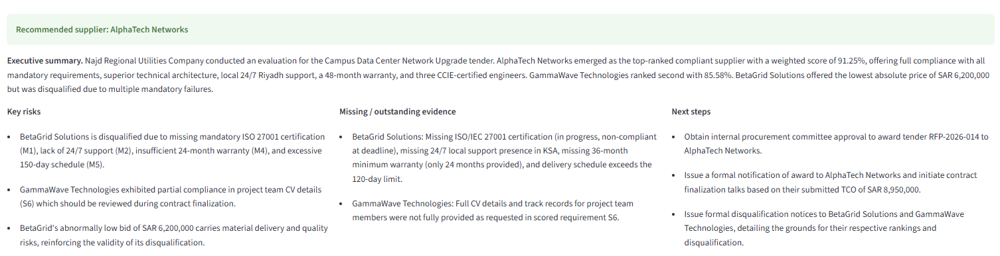 Recommended supplier: AlphaTech Networks
Executive summary. Najd Regional Utilities Company conducted an evaluation for the Campus Data Center Network Upgrade tender. AlphaTech Networks emerged as the top-ranked compliant supplier with a weighted score of 91.25%, offering full compliance with all
mandatory requirements, superior technical architecture, local 24/7 Riyadh support, a 48-month warranty, and three CCIE-certified engineers. GammaWave Technologies ranked second with 85.58%. BetaGrid Solutions offered the lowest absolute price of SAR 6,200,000
but was disqualified due to multiple mandatory failures.
Key risks
• BetaGrid Solutions is disqualified due to missing mandatory ISO 27001 certification
(M1), lack of 24/7 support (M2), insufficient 24-month warranty (M4), and excessive
150-day schedule (M5).
• GammaWave Technologies exhibited partial compliance in project team CV details
(S6) which should be reviewed during contract finalization.
• BetaGrid's abnormally low bid of SAR 6,200,000 carries material delivery and quality
risks, reinforcing the validity of its disqualification.
Missing / outstanding evidence
• BetaGrid Solutions: Missing ISO/IEC 27001 certification (in progress, non-compliant
at deadline), missing 24/7 local support presence in KSA, missing 36-month
minimum warranty (only 24 months provided), and delivery schedule exceeds the
120-day limit.
• GammaWave Technologies: Full CV details and track records for project team
members were not fully provided as requested in scored requirement S6.
Next steps
• Obtain internal procurement committee approval to award tender RFP-2026-014 to
AlphaTech Networks.
• Issue a formal notification of award to AlphaTech Networks and initiate contract
finalization talks based on their submitted TCO of SAR 8,950,000.
• Issue formal disqualification notices to BetaGrid Solutions and GammaWave
Technologies, detailing the grounds for their respective rankings and
disqualification.